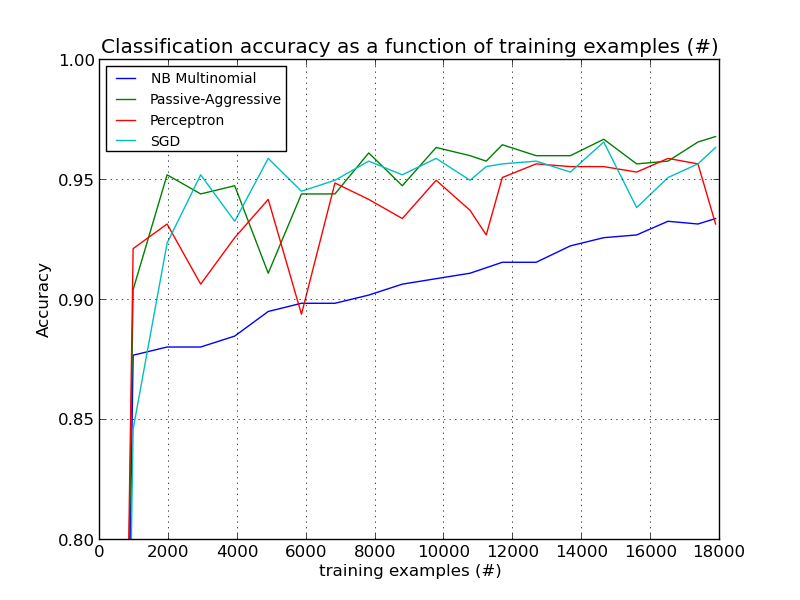 Classification accuracy as a function of training examples (#)
1.00
NB Multinomial
Passive-Aggressive
Perceptron
SGD
0.95
0.90
0.85
0.80
Accuracy
0 2000 4000 6000 8000 10000 12000 14000 16000 18000
training examples (#)